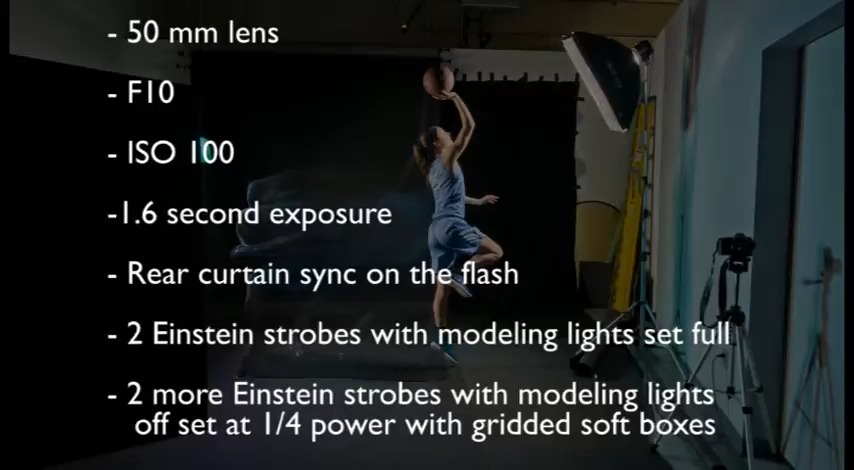 - 50 mm lens
- F10
- ISO 100
-1.6 second exposure
- Rear curtain sync on the flash
- 2 Einstein strobes with modeling lights set full
- 2 more Einstein strobes with modeling lights
off set at 1/4 power with gridded soft boxes